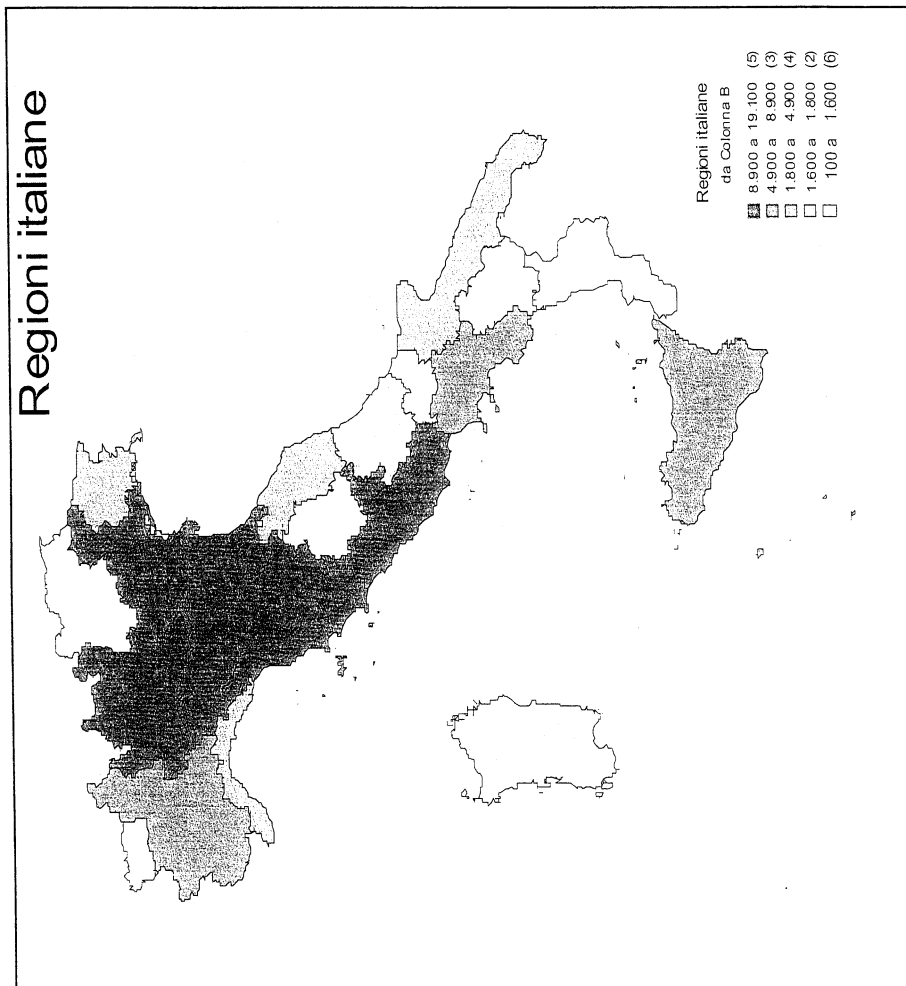 Regioni italiane
Regioni italiane
da Colonna B
8.900 a 19.100 (5)
4.900 a 8.900 (3)
1.800 a 4.900 (4)
1.600 a 1.800 (2)
100 a 1.600 (6)